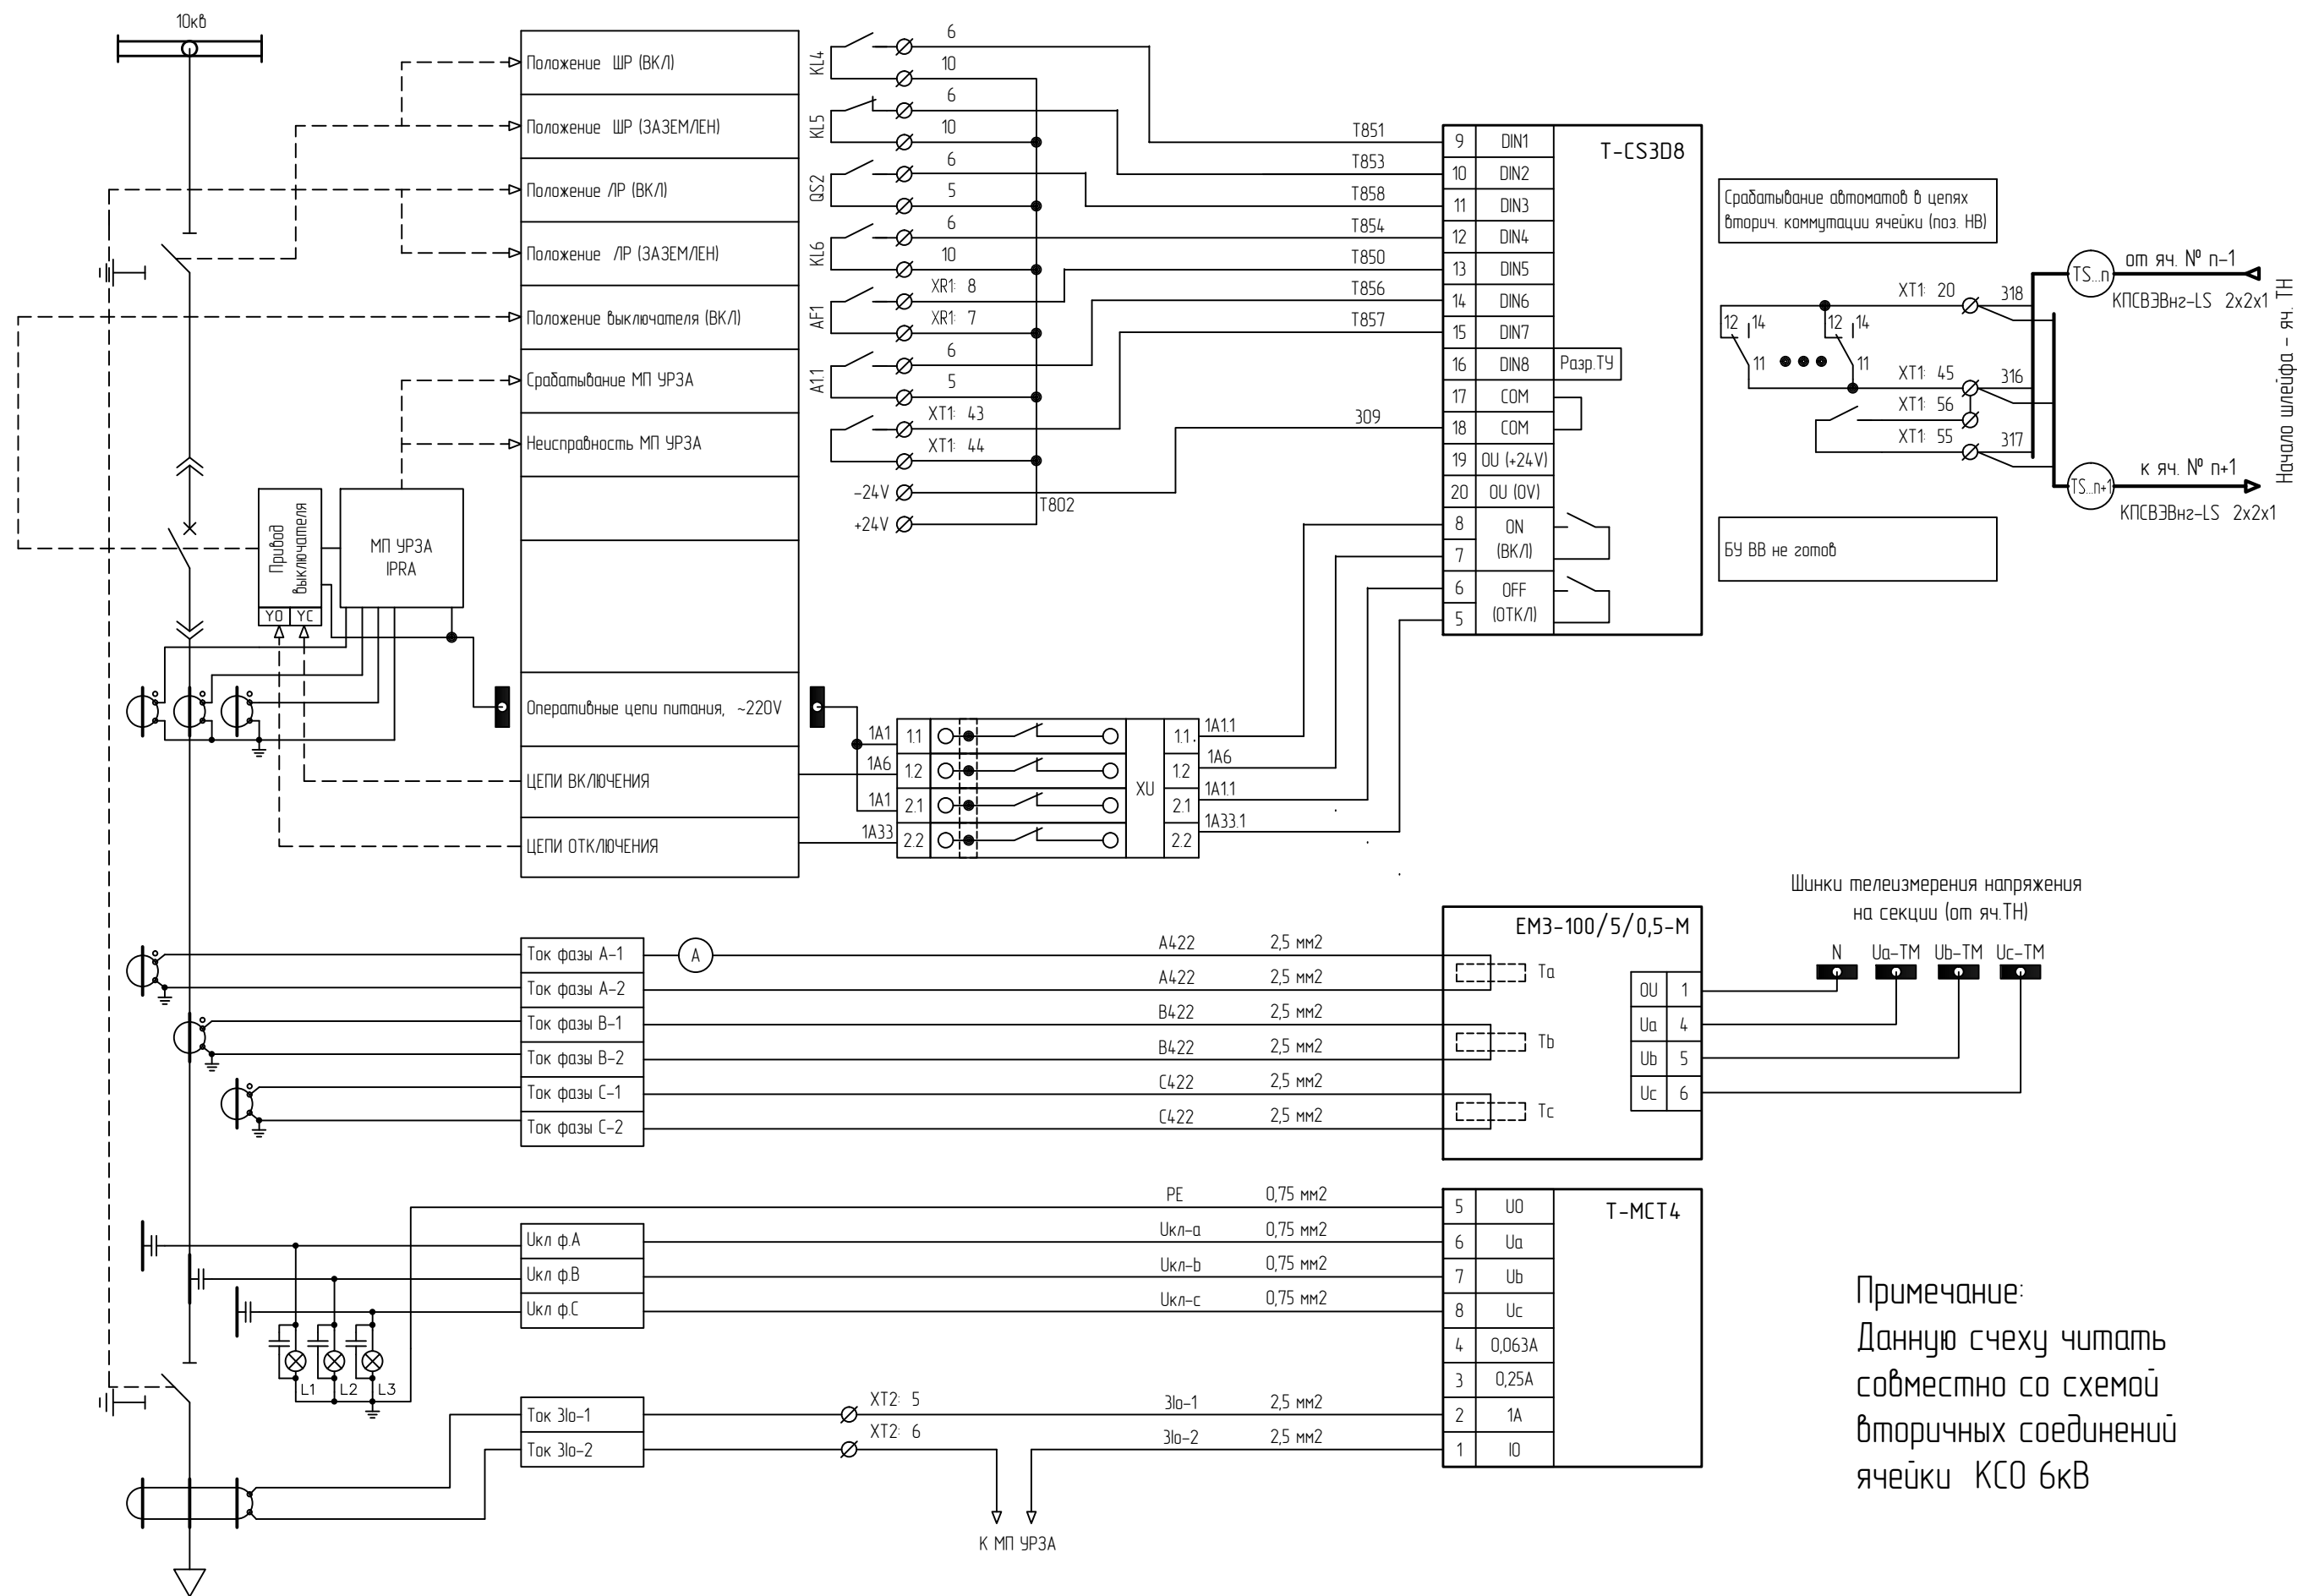 10кВ
Положение ШР (ВКЛ)
Положение ШР (ЗАЗЕМЛЕН)
Положение ЛР (ВКЛ)
Положение ЛР (ЗАЗЕМЛЕН)
Положение выключателя (ВКЛ)
Срабатывание МП УРЗА
Неисправность МП УРЗА
Оперативные цепи питания, ~220V
ЦЕПИ ВКЛЮЧЕНИЯ
ЦЕПИ ОТКЛЮЧЕНИЯ
Привод
выключателя
YO YC
МП УРЗА
IPRA
KL4
6
10
KL5
6
10
QS2
6
5
KL6
6
10
AF1
XR1: 8
XR1: 7
A1.1
6
5
XT1: 43
XT1: 44
-24V
+24V
T802
T851
T853
T858
T854
T850
T856
T857
309
T-CS3D8
9 DIN1
10 DIN2
11 DIN3
12 DIN4
13 DIN5
14 DIN6
15 DIN7
16 DIN8 Разр.ТУ
17 COM
18 COM
19 OU (+24V)
20 OU (0V)
8 ON
7 (ВКЛ)
6 OFF
5 (ОТКЛ)
Срабатывание автоматов в цепях
вторич. коммутации ячейки (поз. НВ)
12 14 12 14
11 11
XT1: 20
318
XT1: 45
316
XT1: 56
XT1: 55
317
TS...n
от яч. № n-1
КПСВЭВнг-LS 2x2x1
TS...n+1
к яч. № n+1
КПСВЭВнг-LS 2x2x1
Начало шлейфа - яч. ТН
БУ ВВ не готов
1A1
1A6
1A1
1A33
1.1
1.2
2.1
2.2
XU
1.1.
1.2
2.1
2.2
1A1.1
1A6
1A1.1
1A33.1
Ток фазы A-1
Ток фазы A-2
Ток фазы B-1
Ток фазы B-2
Ток фазы C-1
Ток фазы C-2
A
A422 2,5 мм2
A422 2,5 мм2
B422 2,5 мм2
B422 2,5 мм2
C422 2,5 мм2
C422 2,5 мм2
EM3-100/5/0,5-M
Ta
Tb
Tc
OU 1
Ua 4
Ub 5
Uc 6
Шинки телеизмерения напряжения
на секции (от яч.ТН)
N Ua-TM Ub-TM Uc-TM
Uкл ф.A
Uкл ф.B
Uкл ф.C
L1 L2 L3
PE 0,75 мм2
Uкл-a 0,75 мм2
Uкл-b 0,75 мм2
Uкл-c 0,75 мм2
T-MCT4
5 U0
6 Ua
7 Ub
8 Uc
4 0,063A
3 0,25A
2 1A
1 I0
Ток 3Io-1
Ток 3Io-2
XT2: 5
XT2: 6
3Io-1 2,5 мм2
3Io-2 2,5 мм2
К МП УРЗА
Примечание:
Данную счеху читать
совместно со схемой
вторичных соединений
ячейки КСО 6кВ